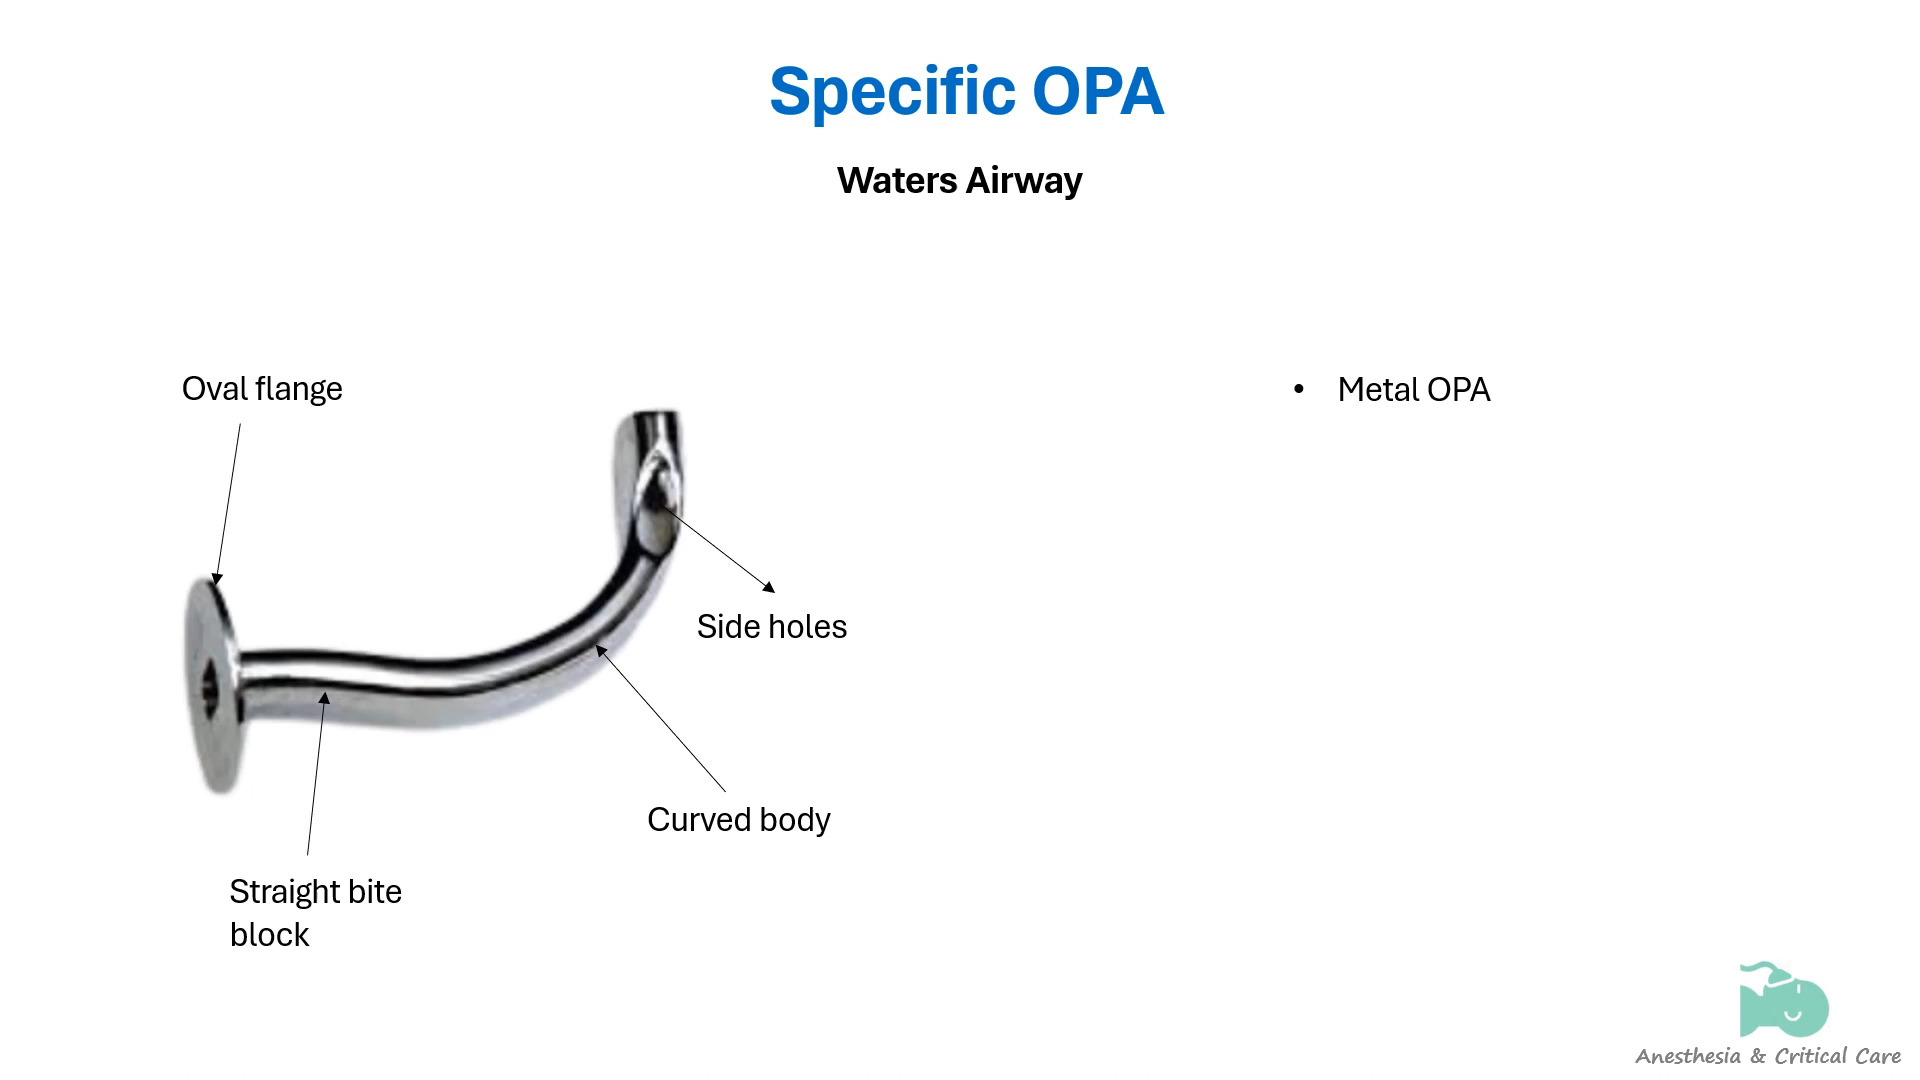 Specific OPA
Waters Airway
Oval flange
• Metal OPA
Side holes
Curved body
Straight bite
block
Anesthesia & Critical Care